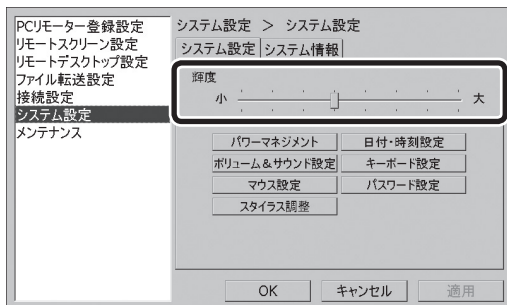 PCリモーター登録設定
リモートスクリーン設定
リモートデスクトップ設定
ファイル転送設定
接続設定
システム設定
メンテナンス
システム設定 ＞ システム設定
システム設定 システム情報
輝度
小 大
パワーマネジメント 日付・時刻設定
ボリューム＆サウンド設定 キーボード設定
マウス設定 パスワード設定
スタイラス調整
OK キャンセル 適用